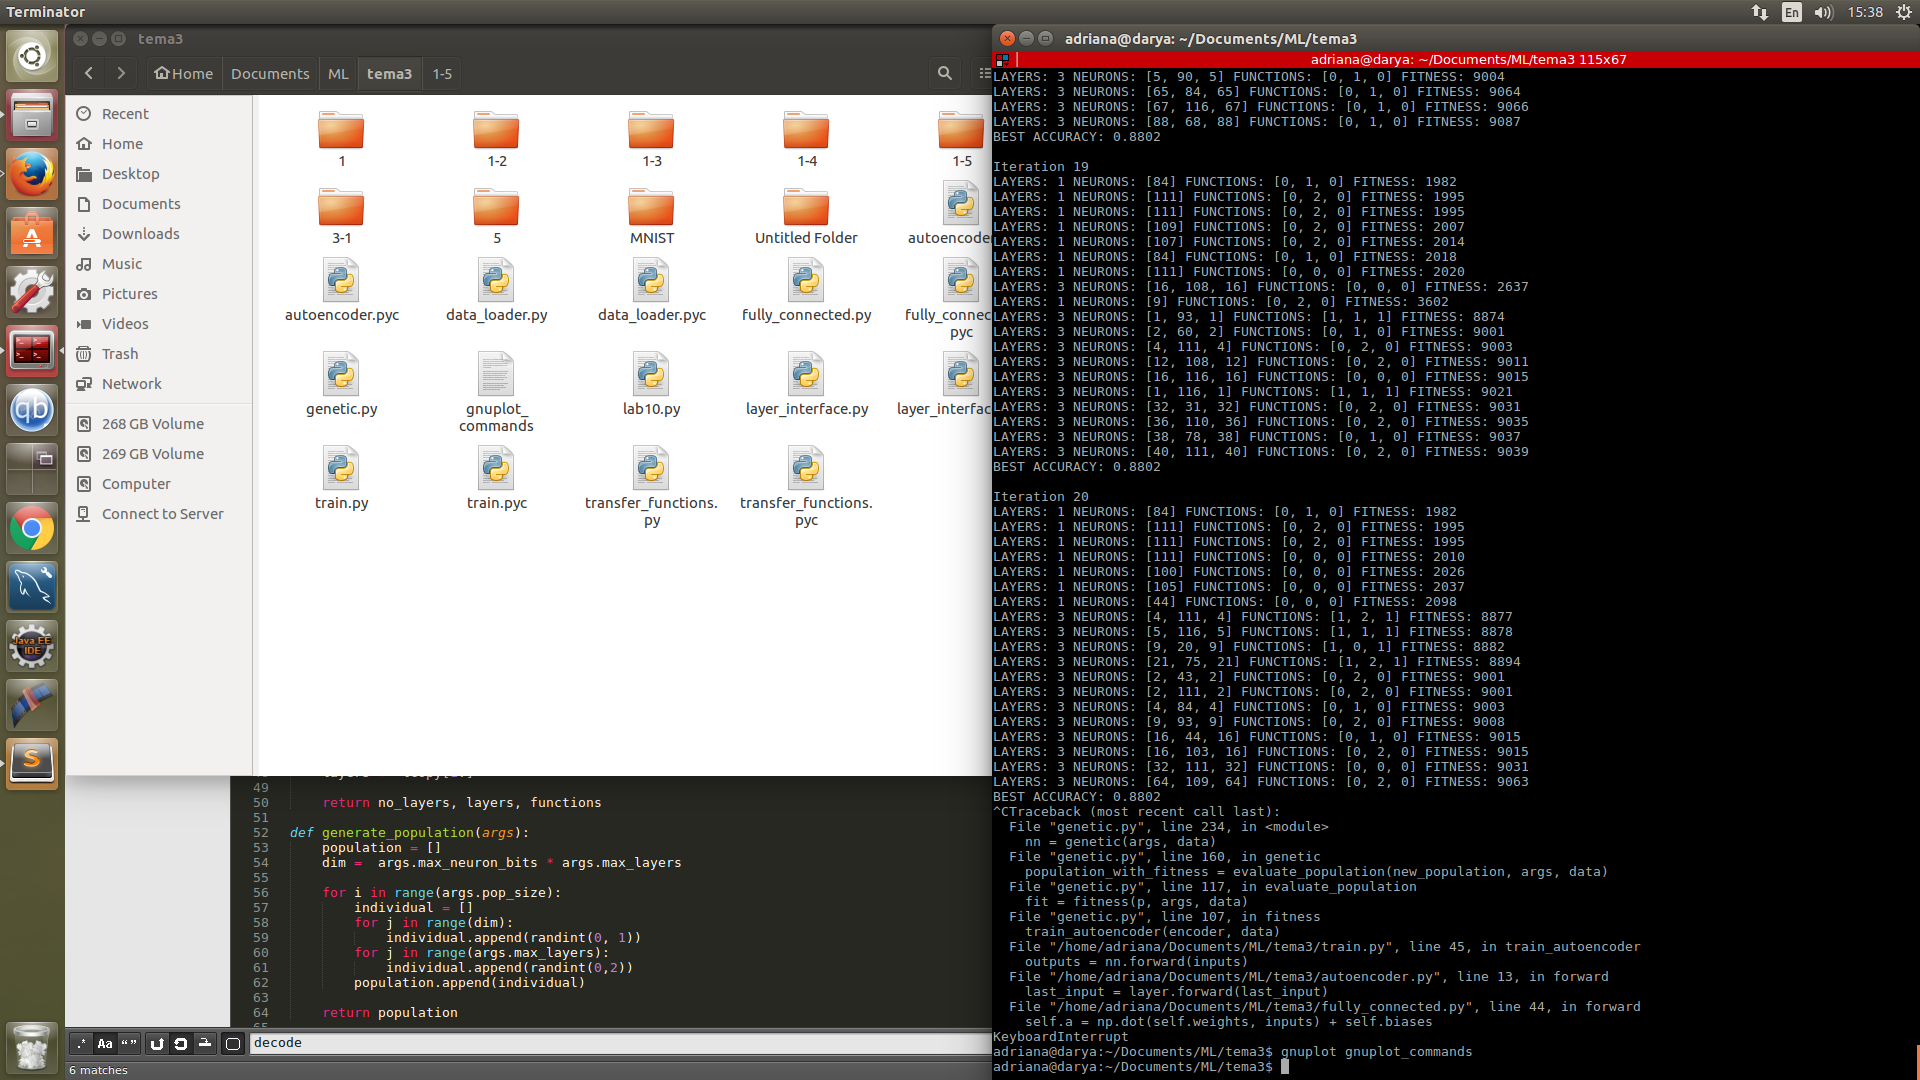 Terminator
En
15:38
tema3
Home
Documents
ML
tema3
1-5
Recent
Home
Desktop
Documents
Downloads
Music
Pictures
Videos
Trash
Network
268 GB Volume
269 GB Volume
Computer
Connect to Server
1
1-2
1-3
1-4
1-5
3-1
5
MNIST
Untitled Folder
autoencoder
autoencoder.pyc
data_loader.py
data_loader.pyc
fully_connected.py
fully_connec
pyc
genetic.py
gnuplot_
commands
lab10.py
layer_interface.py
layer_interfac
train.py
train.pyc
transfer_functions.
py
transfer_functions.
pyc
qb
Java EE
IDE
49
50 return no_layers, layers, functions
51
52 def generate_population(args):
53 population = []
54 dim = args.max_neuron_bits * args.max_layers
55
56 for i in range(args.pop_size):
57 individual = []
58 for j in range(dim):
59 individual.append(randint(0, 1))
60 for j in range(args.max_layers):
61 individual.append(randint(0,2))
62 population.append(individual)
63
64 return population
.* Aa “ ”
decode
6 matches
adriana@darya: ~/Documents/ML/tema3
adriana@darya: ~/Documents/ML/tema3 115x67
LAYERS: 3 NEURONS: [5, 90, 5] FUNCTIONS: [0, 1, 0] FITNESS: 9004
LAYERS: 3 NEURONS: [65, 84, 65] FUNCTIONS: [0, 1, 0] FITNESS: 9064
LAYERS: 3 NEURONS: [67, 116, 67] FUNCTIONS: [0, 1, 0] FITNESS: 9066
LAYERS: 3 NEURONS: [88, 68, 88] FUNCTIONS: [0, 1, 0] FITNESS: 9087
BEST ACCURACY: 0.8802
Iteration 19
LAYERS: 1 NEURONS: [84] FUNCTIONS: [0, 1, 0] FITNESS: 1982
LAYERS: 1 NEURONS: [111] FUNCTIONS: [0, 2, 0] FITNESS: 1995
LAYERS: 1 NEURONS: [111] FUNCTIONS: [0, 2, 0] FITNESS: 1995
LAYERS: 1 NEURONS: [109] FUNCTIONS: [0, 2, 0] FITNESS: 2007
LAYERS: 1 NEURONS: [107] FUNCTIONS: [0, 2, 0] FITNESS: 2014
LAYERS: 1 NEURONS: [84] FUNCTIONS: [0, 1, 0] FITNESS: 2018
LAYERS: 1 NEURONS: [111] FUNCTIONS: [0, 0, 0] FITNESS: 2020
LAYERS: 3 NEURONS: [16, 108, 16] FUNCTIONS: [0, 0, 0] FITNESS: 2637
LAYERS: 1 NEURONS: [9] FUNCTIONS: [0, 2, 0] FITNESS: 3602
LAYERS: 3 NEURONS: [1, 93, 1] FUNCTIONS: [1, 1, 1] FITNESS: 8874
LAYERS: 3 NEURONS: [2, 60, 2] FUNCTIONS: [0, 1, 0] FITNESS: 9001
LAYERS: 3 NEURONS: [4, 111, 4] FUNCTIONS: [0, 2, 0] FITNESS: 9003
LAYERS: 3 NEURONS: [12, 108, 12] FUNCTIONS: [0, 2, 0] FITNESS: 9011
LAYERS: 3 NEURONS: [16, 116, 16] FUNCTIONS: [0, 0, 0] FITNESS: 9015
LAYERS: 3 NEURONS: [1, 116, 1] FUNCTIONS: [1, 1, 1] FITNESS: 9021
LAYERS: 3 NEURONS: [32, 31, 32] FUNCTIONS: [0, 2, 0] FITNESS: 9031
LAYERS: 3 NEURONS: [36, 110, 36] FUNCTIONS: [0, 2, 0] FITNESS: 9035
LAYERS: 3 NEURONS: [38, 78, 38] FUNCTIONS: [0, 1, 0] FITNESS: 9037
LAYERS: 3 NEURONS: [40, 111, 40] FUNCTIONS: [0, 2, 0] FITNESS: 9039
BEST ACCURACY: 0.8802
Iteration 20
LAYERS: 1 NEURONS: [84] FUNCTIONS: [0, 1, 0] FITNESS: 1982
LAYERS: 1 NEURONS: [111] FUNCTIONS: [0, 2, 0] FITNESS: 1995
LAYERS: 1 NEURONS: [111] FUNCTIONS: [0, 2, 0] FITNESS: 1995
LAYERS: 1 NEURONS: [111] FUNCTIONS: [0, 0, 0] FITNESS: 2010
LAYERS: 1 NEURONS: [100] FUNCTIONS: [0, 0, 0] FITNESS: 2026
LAYERS: 1 NEURONS: [105] FUNCTIONS: [0, 0, 0] FITNESS: 2037
LAYERS: 1 NEURONS: [44] FUNCTIONS: [0, 0, 0] FITNESS: 2098
LAYERS: 3 NEURONS: [4, 111, 4] FUNCTIONS: [1, 2, 1] FITNESS: 8877
LAYERS: 3 NEURONS: [5, 116, 5] FUNCTIONS: [1, 1, 1] FITNESS: 8878
LAYERS: 3 NEURONS: [9, 20, 9] FUNCTIONS: [1, 0, 1] FITNESS: 8882
LAYERS: 3 NEURONS: [21, 75, 21] FUNCTIONS: [1, 2, 1] FITNESS: 8894
LAYERS: 3 NEURONS: [2, 43, 2] FUNCTIONS: [0, 2, 0] FITNESS: 9001
LAYERS: 3 NEURONS: [2, 111, 2] FUNCTIONS: [0, 2, 0] FITNESS: 9001
LAYERS: 3 NEURONS: [4, 84, 4] FUNCTIONS: [0, 1, 0] FITNESS: 9003
LAYERS: 3 NEURONS: [9, 93, 9] FUNCTIONS: [0, 2, 0] FITNESS: 9008
LAYERS: 3 NEURONS: [16, 44, 16] FUNCTIONS: [0, 1, 0] FITNESS: 9015
LAYERS: 3 NEURONS: [16, 103, 16] FUNCTIONS: [0, 2, 0] FITNESS: 9015
LAYERS: 3 NEURONS: [32, 111, 32] FUNCTIONS: [0, 0, 0] FITNESS: 9031
LAYERS: 3 NEURONS: [64, 109, 64] FUNCTIONS: [0, 2, 0] FITNESS: 9063
BEST ACCURACY: 0.8802
^CTraceback (most recent call last):
File "genetic.py", line 234, in <module>
nn = genetic(args, data)
File "genetic.py", line 160, in genetic
population_with_fitness = evaluate_population(new_population, args, data)
File "genetic.py", line 117, in evaluate_population
fit = fitness(p, args, data)
File "genetic.py", line 107, in fitness
train_autoencoder(encoder, data)
File "/home/adriana/Documents/ML/tema3/train.py", line 45, in train_autoencoder
outputs = nn.forward(inputs)
File "/home/adriana/Documents/ML/tema3/autoencoder.py", line 13, in forward
last_input = layer.forward(last_input)
File "/home/adriana/Documents/ML/tema3/fully_connected.py", line 44, in forward
self.a = np.dot(self.weights, inputs) + self.biases
KeyboardInterrupt
adriana@darya:~/Documents/ML/tema3$ gnuplot gnuplot_commands
adriana@darya:~/Documents/ML/tema3$